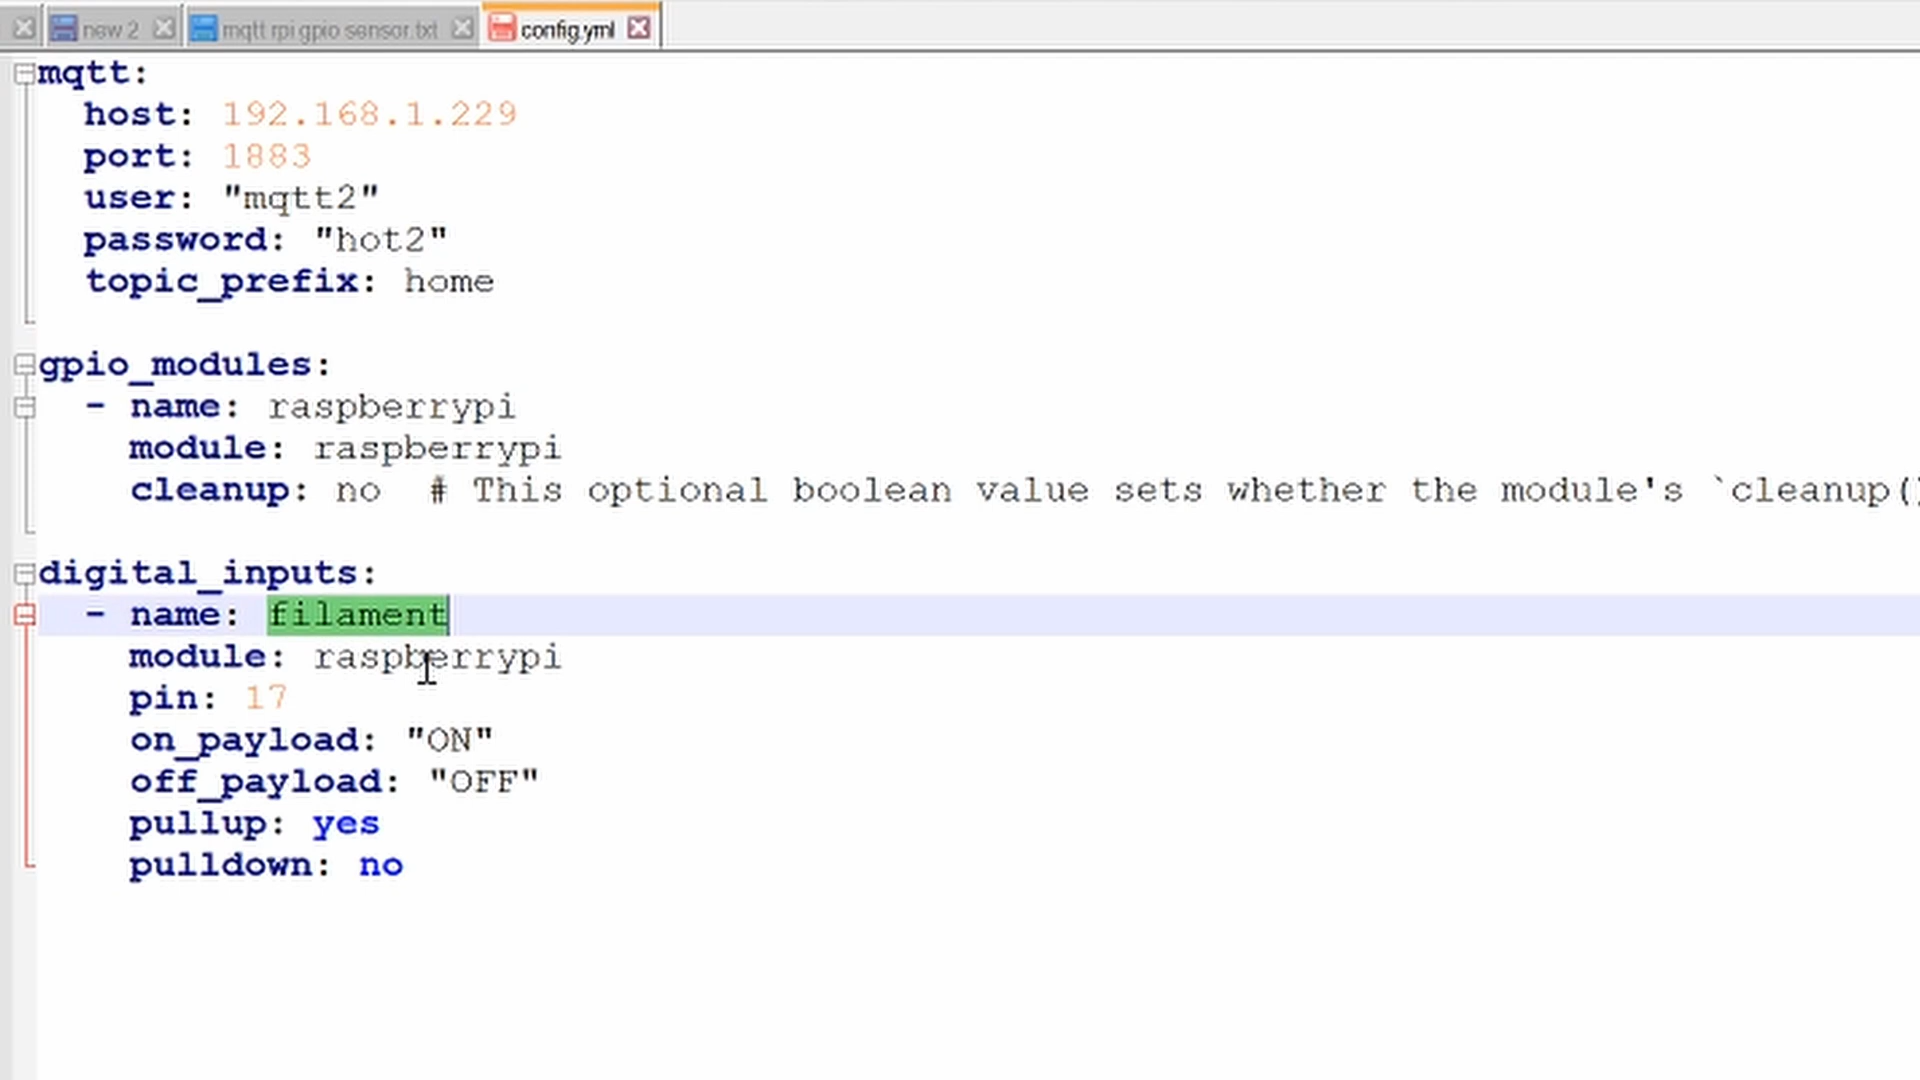 new 2
mqtt rpi gpio sensor.txt
config.yml
mqtt:
host: 192.168.1.229
port: 1883
user: "mqtt2"
password: "hot2"
topic_prefix: home
gpio_modules:
- name: raspberrypi
module: raspberrypi
cleanup: no # This optional boolean value sets whether the module's `cleanup()
digital_inputs:
- name: filament
module: raspberrypi
pin: 17
on_payload: "ON"
off_payload: "OFF"
pullup: yes
pulldown: no